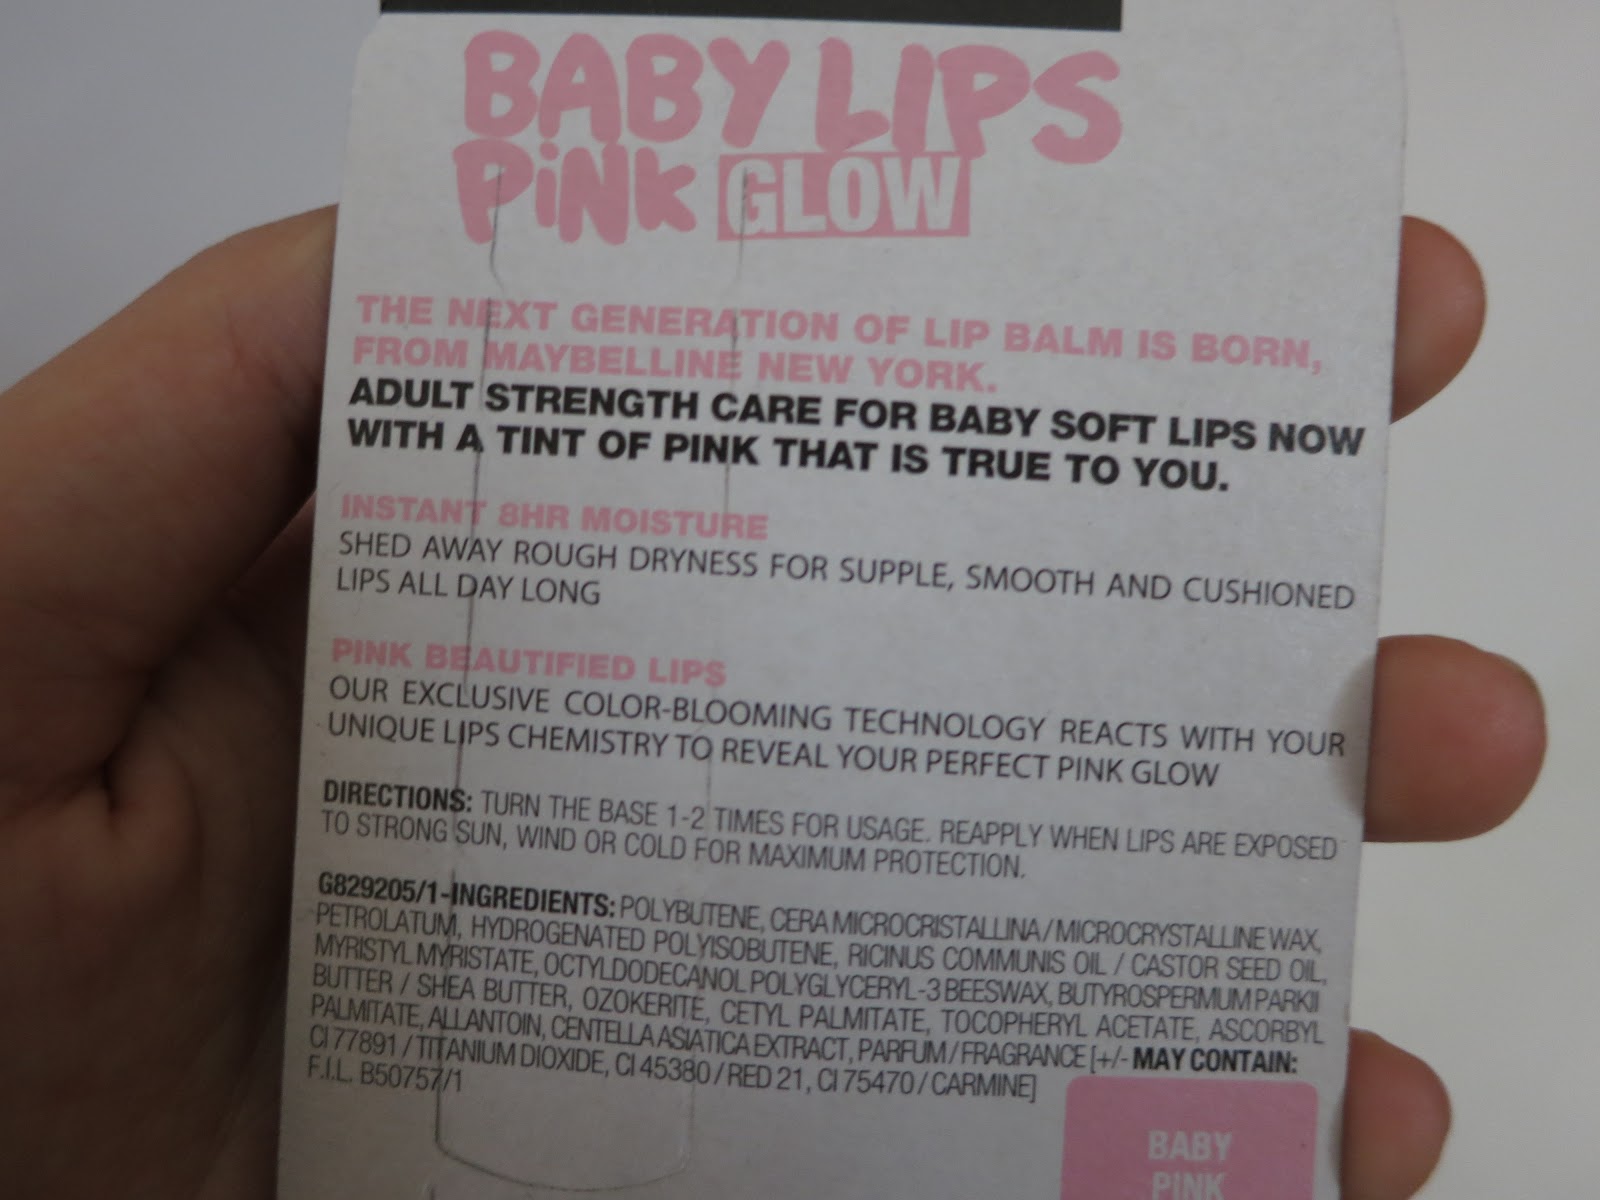 BABY LIPS
PiNK GLOW
THE NEXT GENERATION OF LIP BALM IS BORN,
FROM MAYBELLINE NEW YORK.
ADULT STRENGTH CARE FOR BABY SOFT LIPS NOW
WITH A TINT OF PINK THAT IS TRUE TO YOU.
INSTANT 8HR MOISTURE
SHED AWAY ROUGH DRYNESS FOR SUPPLE, SMOOTH AND CUSHIONED
LIPS ALL DAY LONG
PINK BEAUTIFIED LIPS
OUR EXCLUSIVE COLOR-BLOOMING TECHNOLOGY REACTS WITH YOUR
UNIQUE LIPS CHEMISTRY TO REVEAL YOUR PERFECT PINK GLOW
DIRECTIONS: TURN THE BASE 1-2 TIMES FOR USAGE. REAPPLY WHEN LIPS ARE EXPOSED
TO STRONG SUN, WIND OR COLD FOR MAXIMUM PROTECTION.
G829205/1-INGREDIENTS: POLYBUTENE, CERA MICROCRISTALLINA / MICROCRYSTALLINE WAX,
PETROLATUM, HYDROGENATED POLYISOBUTENE, RICINUS COMMUNIS OIL / CASTOR SEED OIL,
MYRISTYL MYRISTATE, OCTYLDODECANOL POLYGLYCERYL-3 BEESWAX, BUTYROSPERMUM PARKII
BUTTER / SHEA BUTTER, OZOKERITE, CETYL PALMITATE, TOCOPHERYL ACETATE, ASCORBYL
PALMITATE, ALLANTOIN, CENTELLA ASIATICA EXTRACT, PARFUM / FRAGRANCE [+/- MAY CONTAIN:
CI 77891 / TITANIUM DIOXIDE, CI 45380 / RED 21, CI 75470 / CARMINE]
F.I.L. B50757/1
BABY
PINK